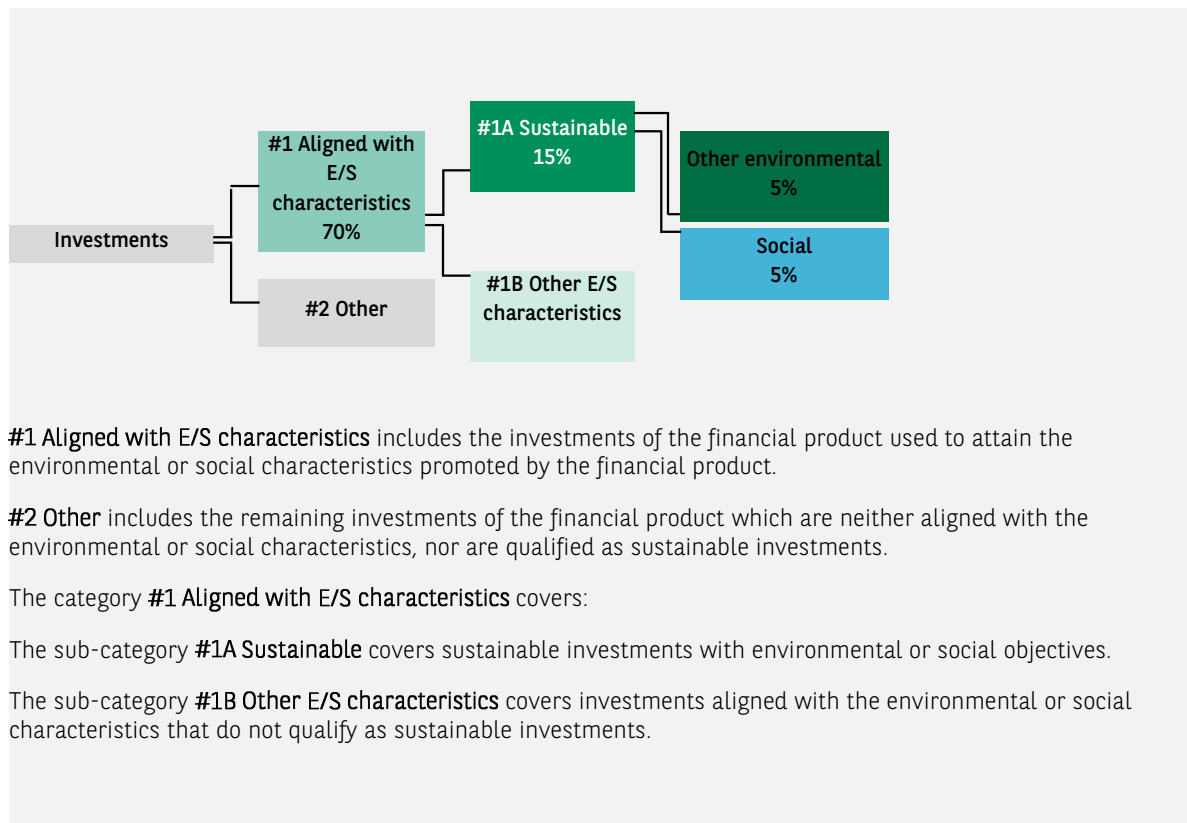 #1A Sustainable
15%
#1 Aligned with
E/S
characteristics
70%
Other environmental
5%
Investments
Social
5%
#2 Other
#1B Other E/S
characteristics
#1 Aligned with E/S characteristics includes the investments of the financial product used to attain the
environmental or social characteristics promoted by the financial product.
#2 Other includes the remaining investments of the financial product which are neither aligned with the
environmental or social characteristics, nor are qualified as sustainable investments.
The category #1 Aligned with E/S characteristics covers:
The sub-category #1A Sustainable covers sustainable investments with environmental or social objectives.
The sub-category #1B Other E/S characteristics covers investments aligned with the environmental or social
characteristics that do not qualify as sustainable investments.